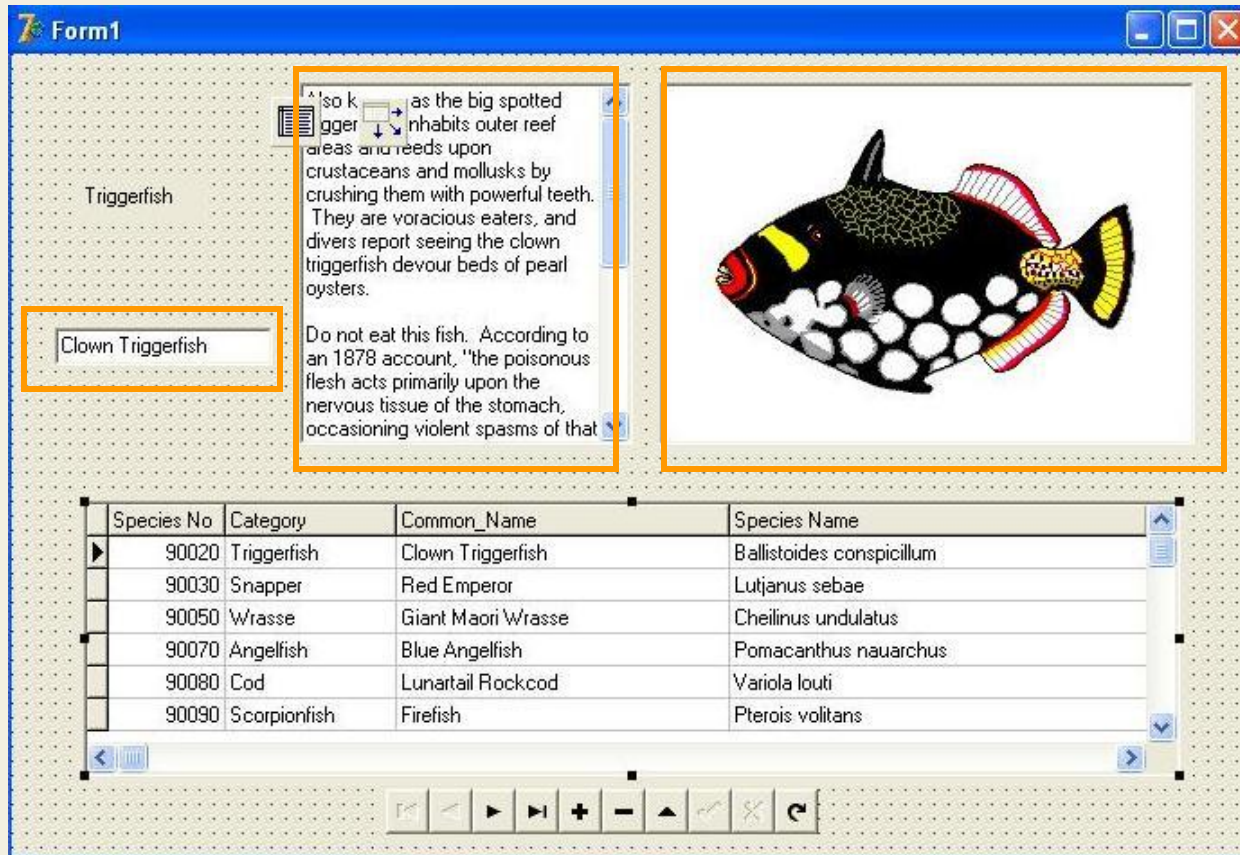 Form1
Triggerfish
Clown Triggerfish
Also k as the big spotted
igger nhabits outer reef
areas and feeds upon
crustaceans and mollusks by
crushing them with powerful teeth.
They are voracious eaters, and
divers report seeing the clown
triggerfish devour beds of pearl
oysters.
Do not eat this fish. According to
an 1878 account, "the poisonous
flesh acts primarily upon the
nervous tissue of the stomach,
occasioning violent spasms of that
Species No Category Common_Name Species Name
90020 Triggerfish Clown Triggerfish Ballistoides conspicillum
90030 Snapper Red Emperor Lutjanus sebae
90050 Wrasse Giant Maori Wrasse Cheilinus undulatus
90070 Angelfish Blue Angelfish Pomacanthus nauarchus
90080 Cod Lunartail Rockcod Variola louti
90090 Scorpionfish Firefish Pterois volitans